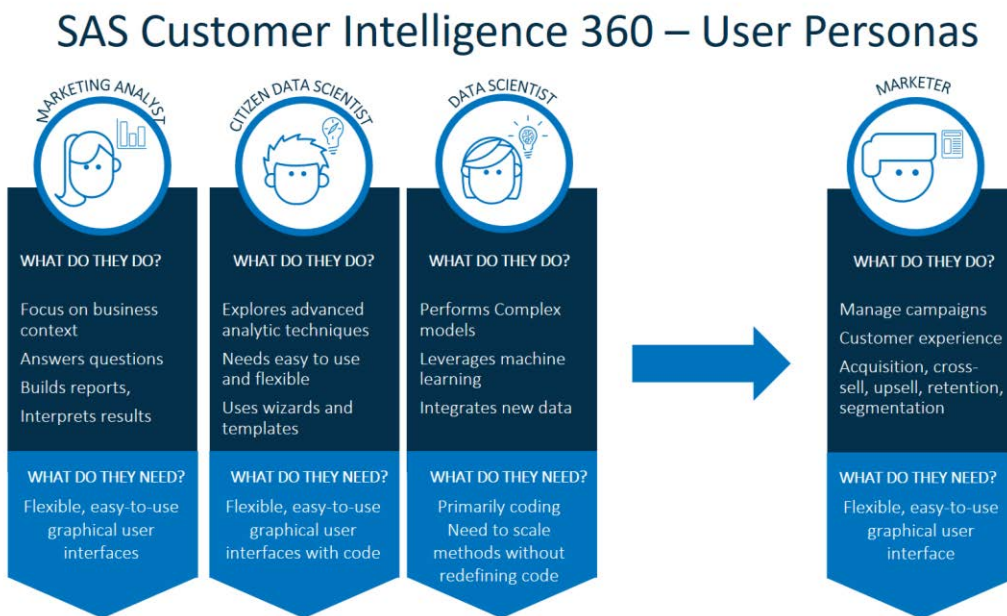 SAS Customer Intelligence 360 – User Personas
MARKETING ANALYST
WHAT DO THEY DO?
Focus on business
context
Answers questions
Builds reports,
Interprets results
WHAT DO THEY NEED?
Flexible, easy-to-use
graphical user
interfaces
CITIZEN DATA SCIENTIST
WHAT DO THEY DO?
Explores advanced
analytic techniques
Needs easy to use
and flexible
Uses wizards and
templates
WHAT DO THEY NEED?
Flexible, easy-to-use
graphical user
interfaces with code
DATA SCIENTIST
WHAT DO THEY DO?
Performs Complex
models
Leverages machine
learning
Integrates new data
WHAT DO THEY NEED?
Primarily coding
Need to scale
methods without
redefining code
MARKETER
WHAT DO THEY DO?
Manage campaigns
Customer experience
Acquisition, cross-
sell, upsell, retention,
segmentation
WHAT DO THEY NEED?
Flexible, easy-to-use
graphical user
interface